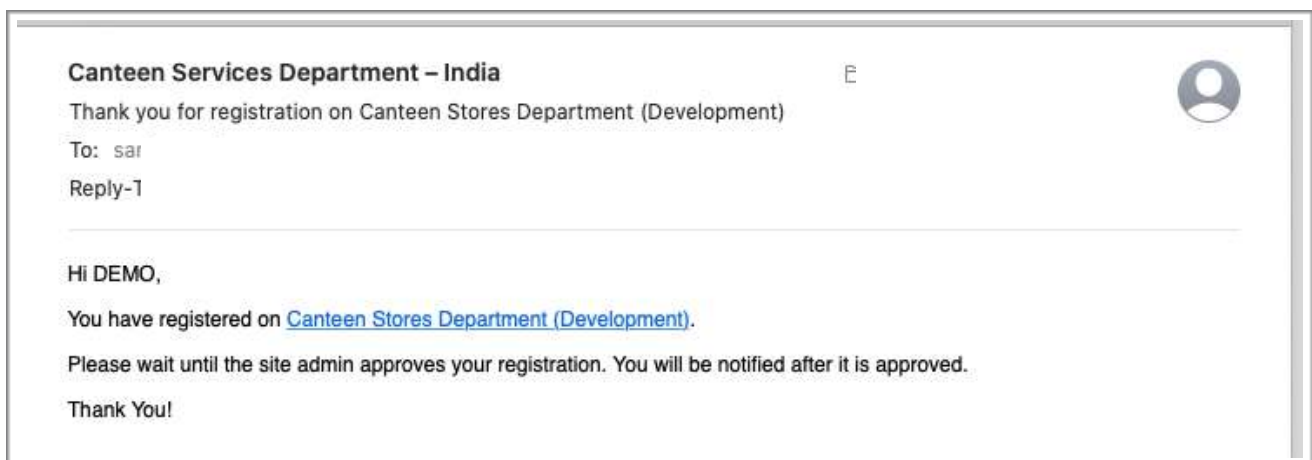 Canteen Services Department – India
Thank you for registration on Canteen Stores Department (Development)
To:
Hi DEMO,
You have registered on Canteen Stores Department (Development).
Please wait until the site admin approves your registration. You will be notified after it is approved.
Thank You!